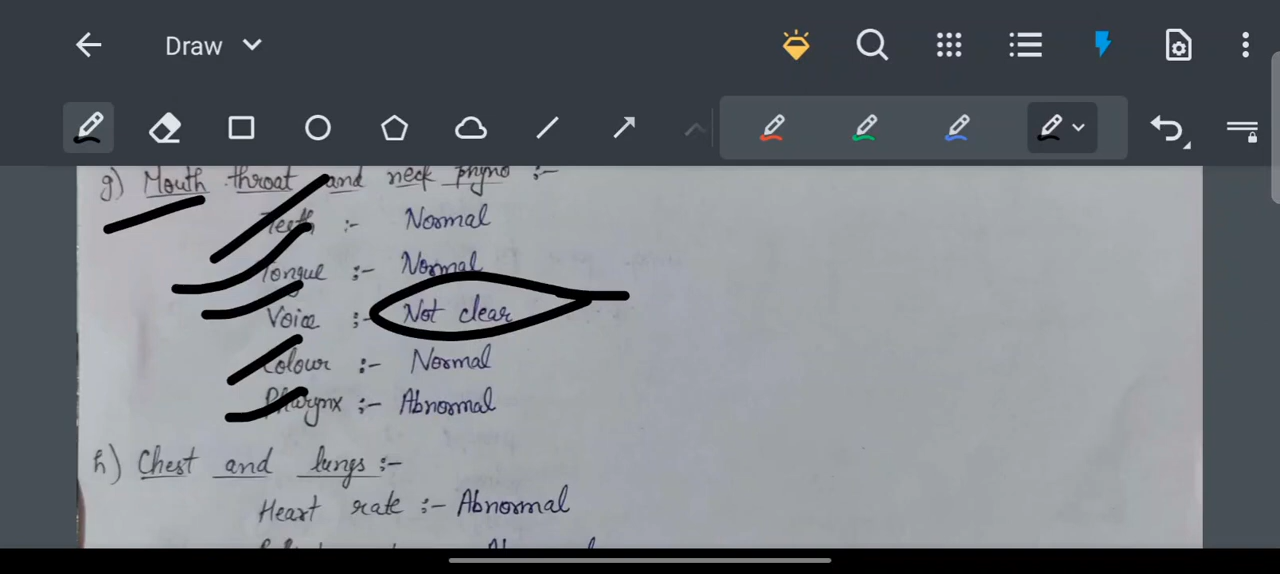 Draw
g) Mouth throat and neck phyno :-
Teeth :- Normal
Tongue :- Normal
Voice :- Not clear
Colour :- Normal
Pharynx :- Abnormal
h) Chest and lungs :-
Heart rate :- Abnormal